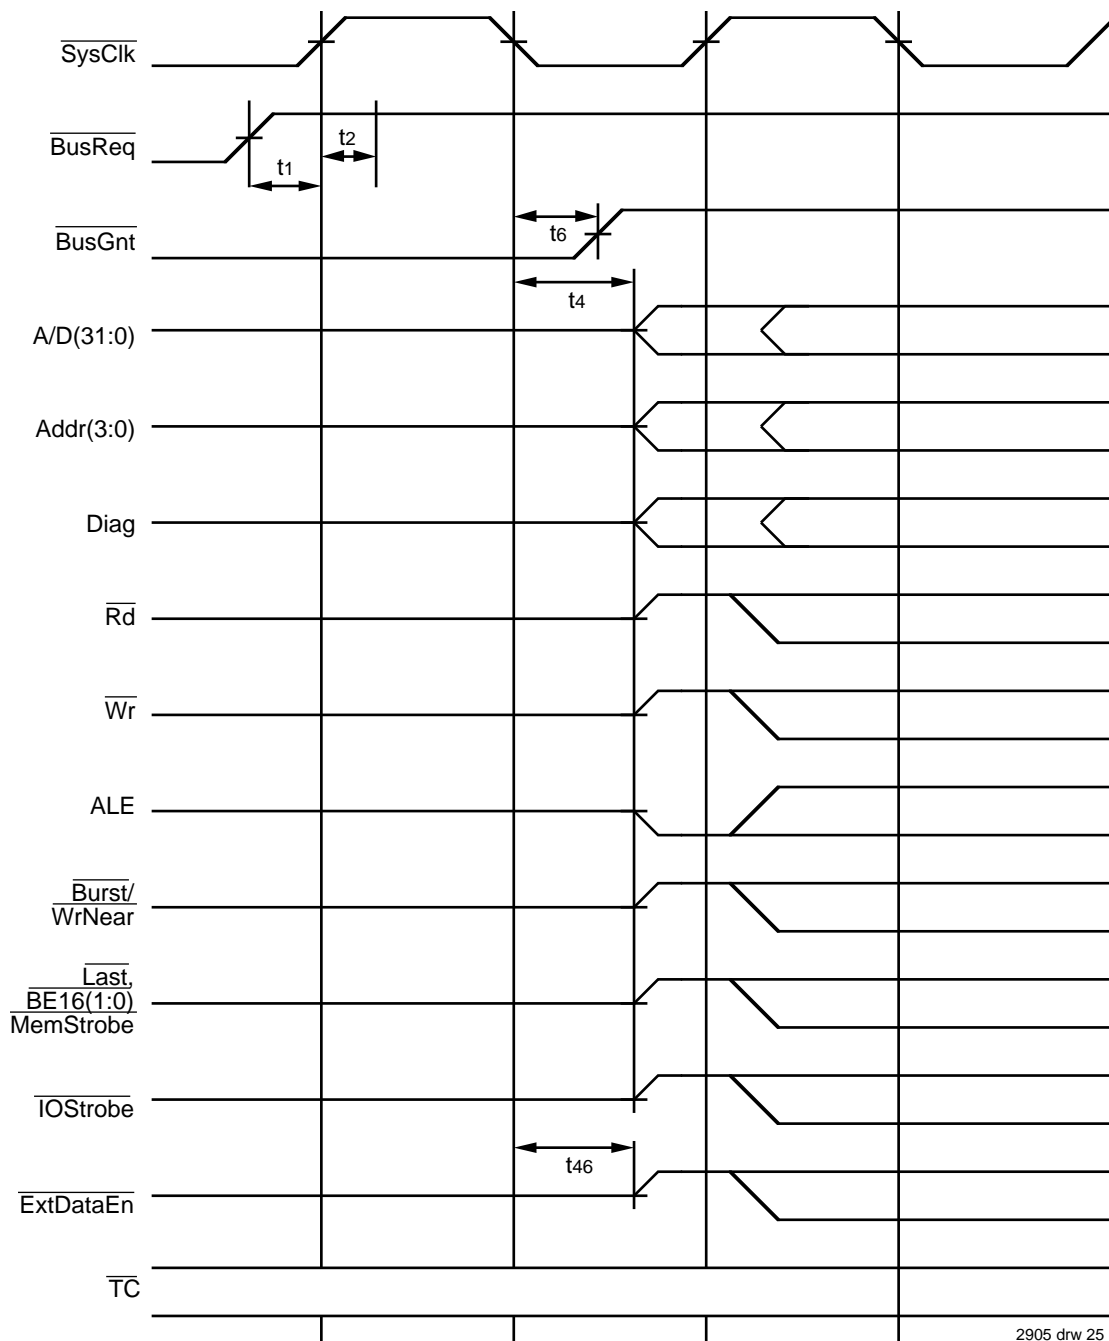 SysClk
BusReq
t1
t2
BusGnt
t6
t4
A/D(31:0)
Addr(3:0)
Diag
Rd
Wr
ALE
Burst/
WrNear
Last,
BE16(1:0)
MemStrobe
IOStrobe
t46
ExtDataEn
TC
2905 drw 25